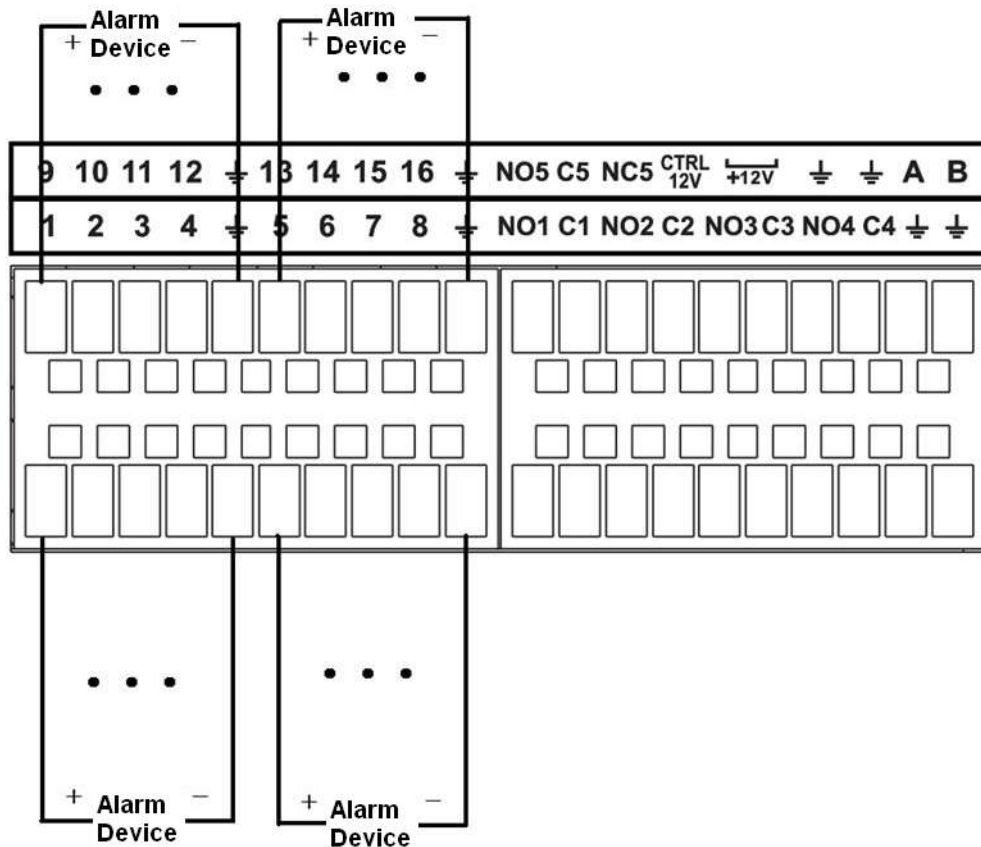 Alarm
Device
+ −
Alarm
Device
+ -
9 10 11 12 ⏚ 13 14 15 16 ⏚ NO5 C5 NC5 CTRL 12V +12V ⏚ ⏚ A B
1 2 3 4 ⏚ 5 6 7 8 ⏚ NO1 C1 NO2 C2 NO3 C3 NO4 C4 ⏚ ⏚
+ -
Alarm
Device
+ −
Alarm
Device